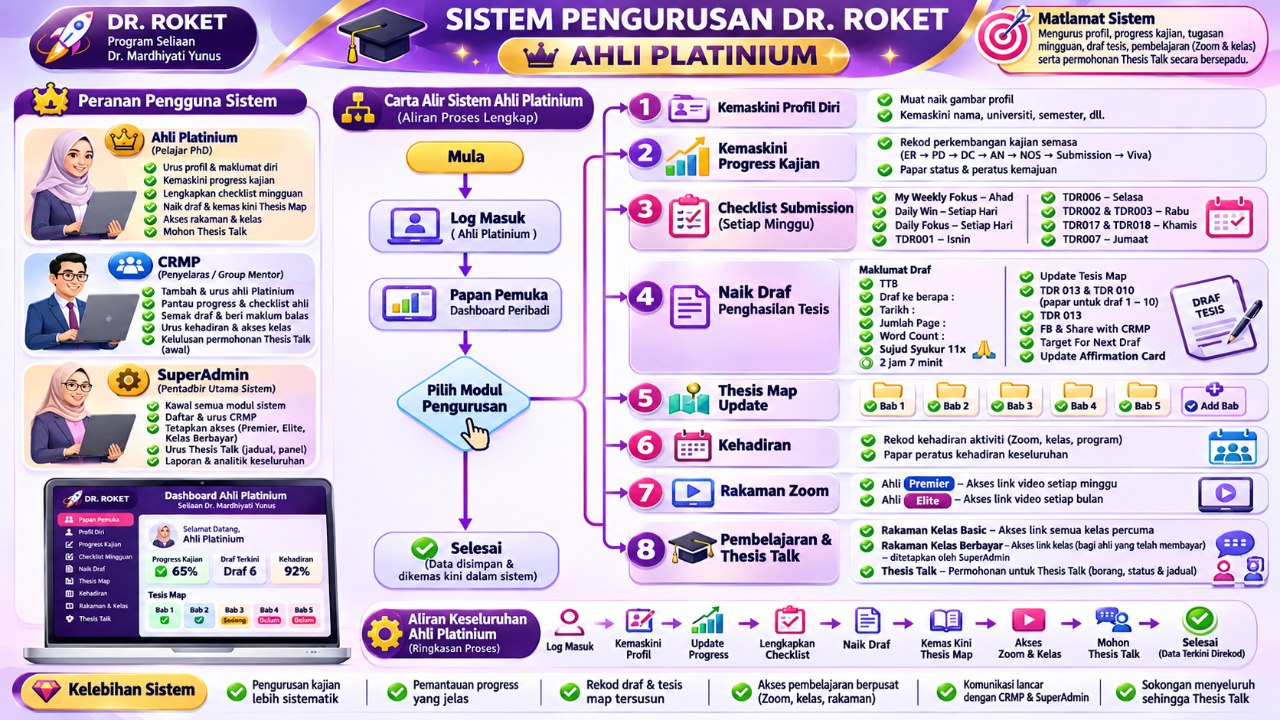 DR. ROKET
Program Seliaan
Dr. Mardhiyati Yunus
SISTEM PENGURUSAN DR. ROKET
AHLI PLATINIUM
Matlamat Sistem
Mengurus profil, progress kajian, tugasan
mingguan, draf tesis, pembelajaran (Zoom & kelas)
serta permohonan Thesis Talk secara bersepadu.
Peranan Pengguna Sistem
Ahli Platinium
(Pelajar PhD)
Urus profil & maklumat diri
Kemaskini progress kajian
Lengkapkan checklist mingguan
Naik draf & kemas kini Thesis Map
Akses rakaman & kelas
Mohon Thesis Talk
CRMP
(Penyelaras / Group Mentor)
Tambah & urus ahli Platinium
Pantau progress & checklist ahli
Semak draf & beri maklum balas
Urus kehadiran & akses kelas
Kelulusan permohonan Thesis Talk
(awal)
SuperAdmin
(Pentadbir Utama Sistem)
Kawal semua modul sistem
Daftar & urus CRMP
Tetapkan akses (Premier, Elite,
Kelas Berbayar)
Urus Thesis Talk (jadual, panel)
Laporan & analitik keseluruhan
DR. ROKET
Papan Pemuka
Profil Diri
Progress Kajian
Checklist Mingguan
Naik Draf
Thesis Map
Kehadiran
Rakaman & Kelas
Thesis Talk
Dashboard Ahli Platinium
Seliaan Dr. Mardhiyati Yunus
Selamat Datang,
Ahli Platinium
Progress Kajian
65%
Draf Terkini
Draf 6
Kehadiran
92%
Tesis Map
Bab 1
Bab 2
Bab 3
Bab 4
Bab 5
Carta Alir Sistem Ahli Platinium
(Aliran Proses Lengkap)
Mula
Log Masuk
( Ahli Platinium )
Papan Pemuka
Dashboard Peribadi
Pilih Modul
Pengurusan
Selesai
(Data disimpan &
dikemas kini dalam sistem)
1
Kemaskini Profil Diri
Muat naik gambar profil
Kemaskini nama, universiti, semester, dll.
2
Kemaskini
Progress Kajian
Rekod perkembangan kajian semasa
(ER → PD → DC → AN → NOS → Submission → Viva)
Papar status & peratus kemajuan
3
Checklist Submission
(Setiap Minggu)
My Weekly Fokus – Ahad
Daily Win – Setiap Hari
Daily Fokus – Setiap Hari
TDR001 – Isnin
TDR006 – Selasa
TDR002 & TDR003 – Rabu
TDR017 & TDR018 – Khamis
TDR007 – Jumaat
4
Naik Draf
Penghasilan Tesis
Maklumat Draf
TTB
Draf ke berapa :
Tarikh :
Jumlah Page :
Word Count :
Sujud Syukur 11x
2 jam 7 minit
Update Tesis Map
TDR 013 & TDR 010
(papar untuk draf 1 – 10)
TDR 013
FB & Share with CRMP
Target For Next Draf
Update Affirmation Card
DRAF
TESIS
5
Thesis Map
Update
Bab 1
Bab 2
Bab 3
Bab 4
Bab 5
Add Bab
6
Kehadiran
Rekod kehadiran aktiviti (Zoom, kelas, program)
Papar peratus kehadiran keseluruhan
7
Rakaman Zoom
Ahli Premier – Akses link video setiap minggu
Ahli Elite – Akses link video setiap bulan
8
Pembelajaran &
Thesis Talk
Rakaman Kelas Basic – Akses link semua kelas percuma
Rakaman Kelas Berbayar – Akses link kelas (bagi ahli yang telah membayar)
– ditetapkan oleh SuperAdmin
Thesis Talk – Permohonan untuk Thesis Talk (borang, status & jadual)
Aliran Keseluruhan
Ahli Platinium
(Ringkasan Proses)
Log Masuk
Kemaskini
Profil
Update
Progress
Lengkapkan
Checklist
Naik Draf
Kemas Kini
Thesis Map
Akses
Zoom & Kelas
Mohon
Thesis Talk
Selesai
(Data Terkini Direkod)
Kelebihan Sistem
Pengurusan kajian
lebih sistematik
Pemantauan progress
yang jelas
Rekod draf & tesis
map tersusun
Akses pembelajaran berpusat
(Zoom, kelas, rakaman)
Komunikasi lancar
dengan CRMP & SuperAdmin
Sokongan menyeluruh
sehingga Thesis Talk